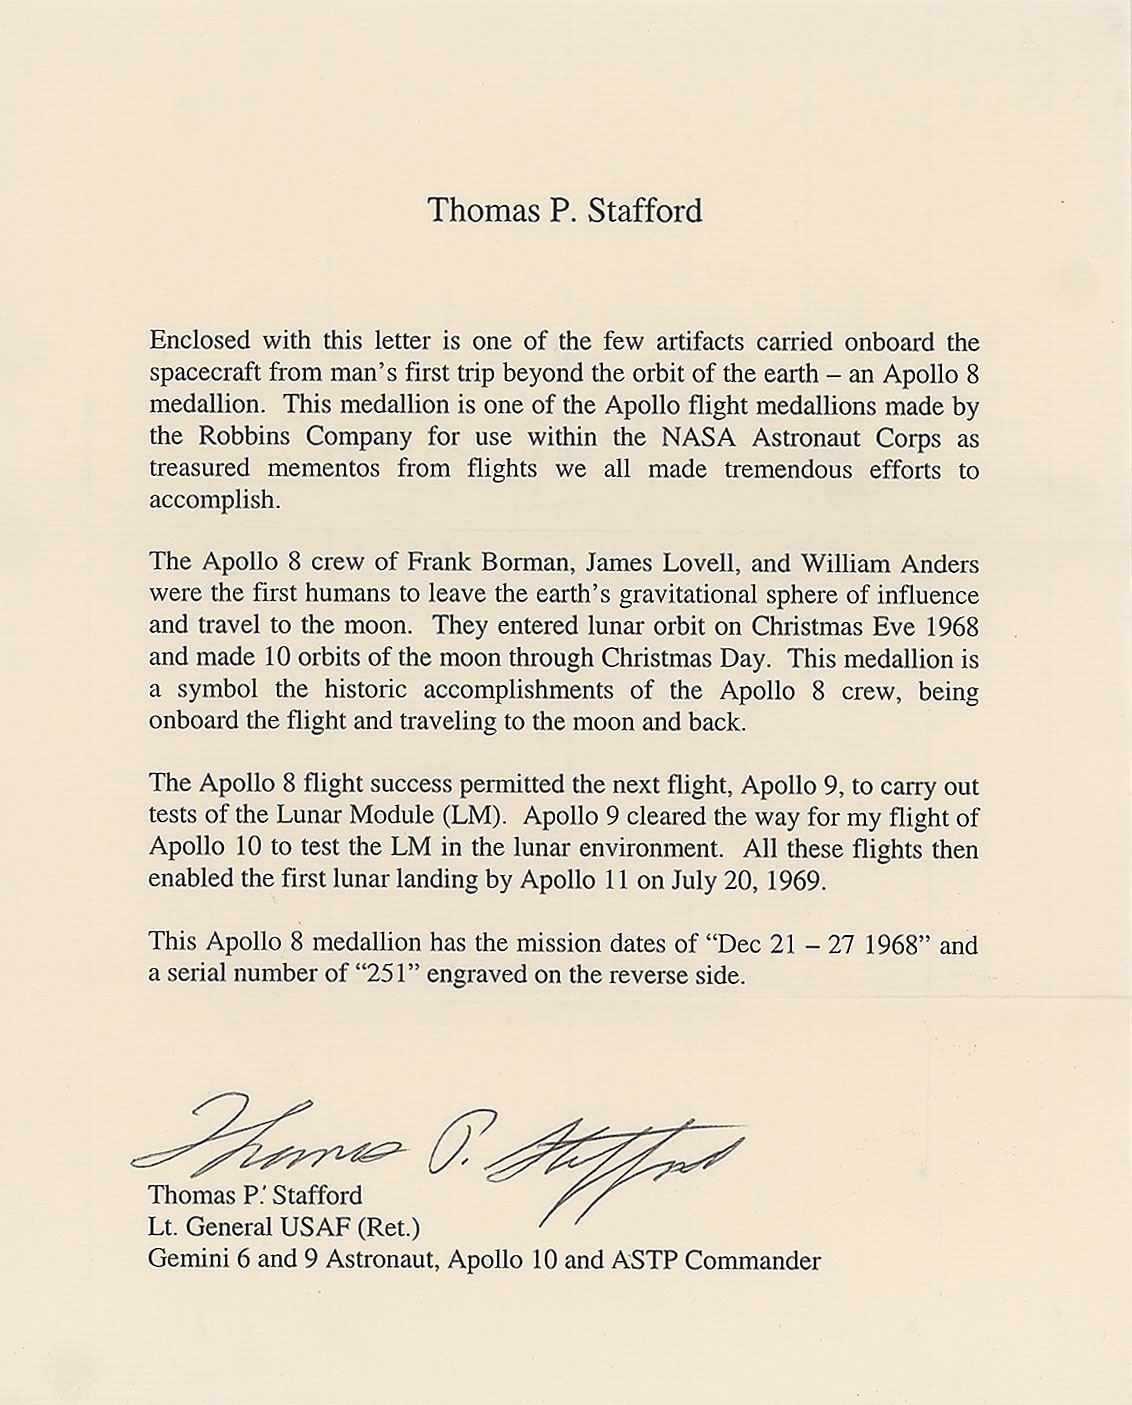 Thomas P. Stafford
Enclosed with this letter is one of the few artifacts carried onboard the
spacecraft from man’s first trip beyond the orbit of the earth – an Apollo 8
medallion. This medallion is one of the Apollo flight medallions made by
the Robbins Company for use within the NASA Astronaut Corps as
treasured mementos from flights we all made tremendous efforts to
accomplish.
The Apollo 8 crew of Frank Borman, James Lovell, and William Anders
were the first humans to leave the earth’s gravitational sphere of influence
and travel to the moon. They entered lunar orbit on Christmas Eve 1968
and made 10 orbits of the moon through Christmas Day. This medallion is
a symbol the historic accomplishments of the Apollo 8 crew, being
onboard the flight and traveling to the moon and back.
The Apollo 8 flight success permitted the next flight, Apollo 9, to carry out
tests of the Lunar Module (LM). Apollo 9 cleared the way for my flight of
Apollo 10 to test the LM in the lunar environment. All these flights then
enabled the first lunar landing by Apollo 11 on July 20, 1969.
This Apollo 8 medallion has the mission dates of “Dec 21 – 27 1968” and
a serial number of “251” engraved on the reverse side.
Thomas P. Stafford
Thomas P. Stafford
Lt. General USAF (Ret.)
Gemini 6 and 9 Astronaut, Apollo 10 and ASTP Commander